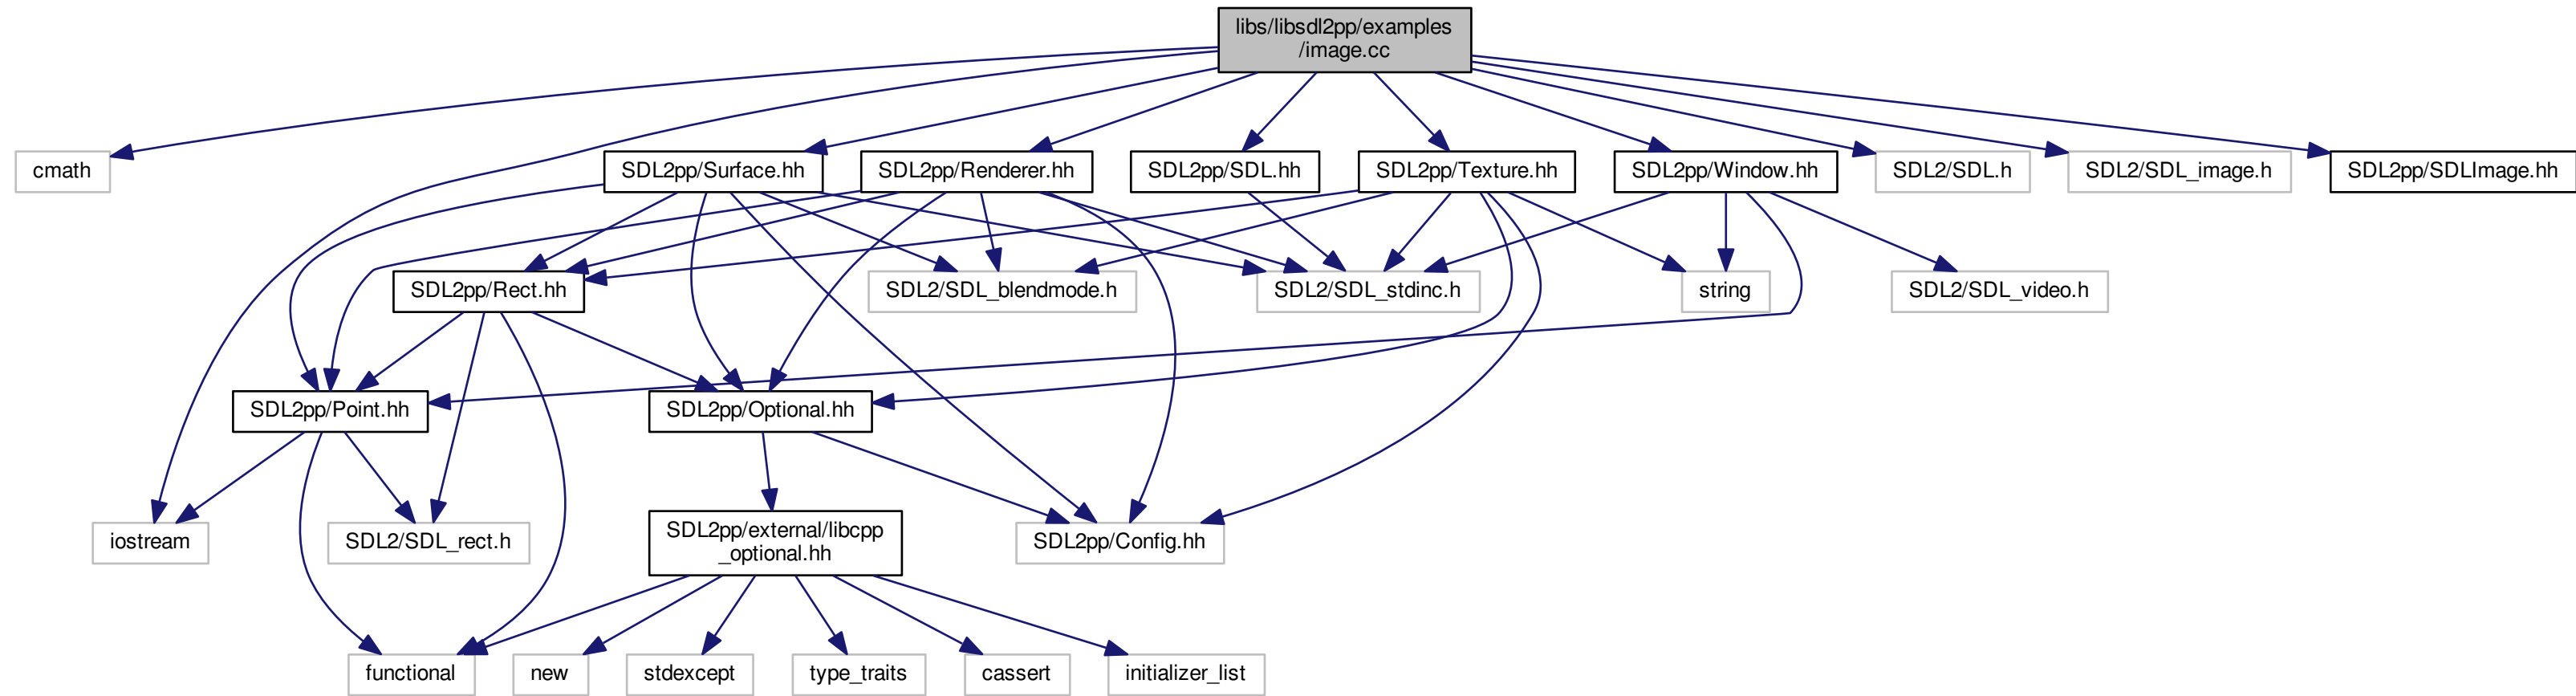 libs/libsdl2pp/examples
/image.cc
cmath
SDL2pp/Surface.hh
SDL2pp/Renderer.hh
SDL2pp/SDL.hh
SDL2pp/Texture.hh
SDL2pp/Window.hh
SDL2/SDL.h
SDL2/SDL_image.h
SDL2pp/SDLImage.hh
SDL2pp/Rect.hh
SDL2/SDL_blendmode.h
SDL2/SDL_stdinc.h
string
SDL2/SDL_video.h
SDL2pp/Point.hh
SDL2pp/Optional.hh
iostream
SDL2/SDL_rect.h
SDL2pp/external/libcpp
_optional.hh
SDL2pp/Config.hh
functional
new
stdexcept
type_traits
cassert
initializer_list